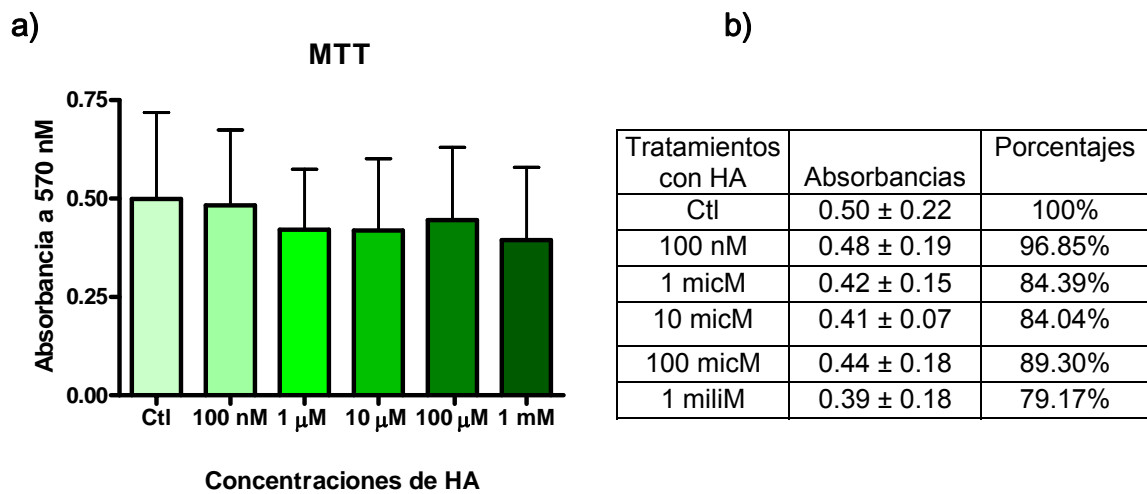 a)
MTT
Absorbancia a 570 nM
0.75
0.50
0.25
0.00
Ctl 100 nM 1 μM 10 μM 100 μM 1 mM
Concentraciones de HA
b)
Tratamientos con HA Absorbancias Porcentajes
Ctl 0.50 ± 0.22 100%
100 nM 0.48 ± 0.19 96.85%
1 micM 0.42 ± 0.15 84.39%
10 micM 0.41 ± 0.07 84.04%
100 micM 0.44 ± 0.18 89.30%
1 miliM 0.39 ± 0.18 79.17%